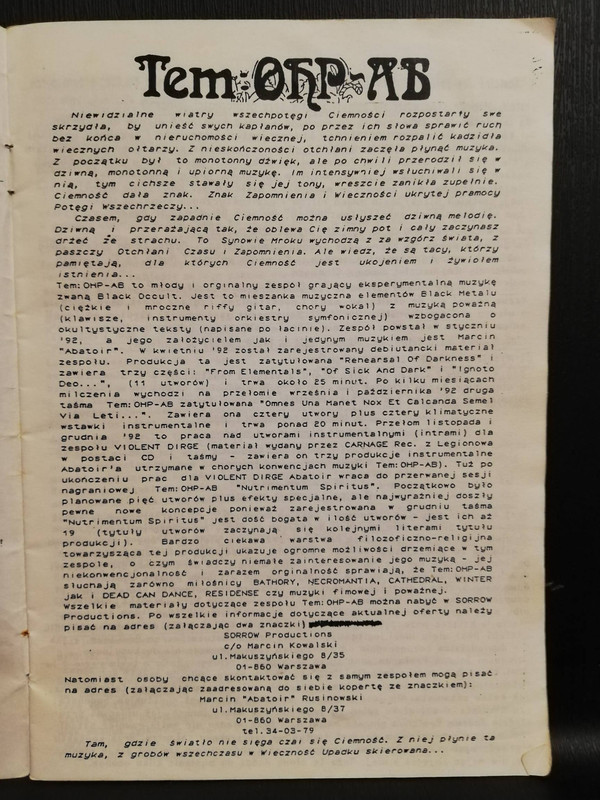 Tem:OHP-AB
Niewidzialne wiatry wszechpotęgi Ciemności rozpostarły swe
skrzydła, by unieść swych kapłanów, po przez ich słowa sprawić ruch
bez końca w nieruchomości wiecznej, tchnieniem rozpalić kadzidła
wiecznych ołtarzy. Z nieskończoności otchłani zaczęła płynąć muzyka.
Z początku był to monotonny dźwięk, ale po chwili przerodził się w
dziwną, monotonną i upiorną muzykę. Im intensywniej wsłuchiwali się w
nią, tym cichsze stawały się jej tony, wreszcie zanikła zupełnie.
Ciemność dała znak. Znak Zapomnienia i Wieczności ukrytej pramocy
Potęgi Wszechrzeczy...
Czasem, gdy zapadnie Ciemność można usłyszeć dziwną melodię.
Dziwną i przerażającą tak, że oblewa Cię zimny pot i cały zaczynasz
drżeć ze strachu. To Synowie Mroku wychodzą z za wzgórz świata, z
paszczy Otchłani Czasu i Zapomnienia. Ale wiedz, że są tacy, którzy
pamiętają, dla których Ciemność jest ukojeniem i żywiołem
istnienia...
Tem:OHP-AB to młody i orginalny zespół grający eksperymentalną muzykę
zwaną Black Occult. Jest to mieszanka muzyczna elementów Black Metalu
(ciężkie i mroczne riffy gitar, chory wokal) z muzyką poważną
(klawisze, instrumenty orkiestry symfonicznej) wzbogacona o
okultystyczne teksty (napisane po łacinie). Zespół powstał w styczniu
'92, a jego założycielem jak i jedynym muzykiem jest Marcin
"Abatoir". W kwietniu '92 został zarejestrowany debiutancki materiał
zespołu. Produkcja ta jest zatytułowana "Rehearsal Of Darkness" i
zawiera trzy części: "From Elementals", "Of Sick And Dark" i "Ignoto
Deo...", (11 utworów) i trwa około 25 minut. Po kilku miesiącach
milczenia wychodzi na przełomie września i października '92 druga
taśma Tem:OHP-AB zatytułowana "Omnes Una Manet Nox Et Calcanda Semel
Via Leti...". Zawiera ona cztery utwory plus cztery klimatyczne
wstawki instrumentalne i trwa ponad 20 minut. Przełom listopada i
grudnia '92 to praca nad utworami instrumentalnymi (intrami) dla
zespołu VIOLENT DIRGE (materiał wydany przez CARNAGE Rec. z Legionowa
w postaci CD i taśmy - zawiera on trzy produkcje instrumentalne
Abatoir'a utrzymane w chorych konwencjach muzyki Tem:OHP-AB). Tuż po
ukończeniu prac dla VIOLENT DIRGE Abatoir wraca do przerwanej sesji
nagraniowej Tem:OHP-AB "Nutrimentum Spiritus". Początkowo było
planowane pięć utworów plus efekty specjalne, ale najwyraźniej doszły
pewne nowe koncepcje ponieważ zarejestrowana w grudniu taśma
"Nutrimentum Spiritus" jest dość bogata w ilość utworów - jest ich aż
19 (tytuły utworów zaczynają się kolejnymi literami tytułu
produkcji). Bardzo ciekawa warstwa filozoficzno-religijna
towarzysząca tej produkcji ukazuje ogromne możliwości drzemiące w tym
zespole, o czym świadczy niemałe zainteresowanie jego muzyką - jej
niekonwencjonalność i zarazem orginalność sprawiają, że Tem:OHP-AB
słuchają zarówno miłośnicy BATHORY, NECROMANTIA, CATHEDRAL, WINTER
jak i DEAD CAN DANCE, RESIDENSE czy muzyki fimowej i poważnej.
Wszelkie materiały dotyczące zespołu Tem:OHP-AB można nabyć w SORROW
Productions. Po wszelkie informacje dotyczące aktualnej oferty należy
pisać na adres (załączając dwa znaczki)
SORROW Productions
c/o Marcin Kowalski
ul.Makuszyńskiego 8/35
01-860 Warszawa
Natomiast osoby chcące skontaktować się z samym zespołem mogą pisać
na adres (załączając zaadresowaną do siebie kopertę ze znaczkiem):
Marcin "Abatoir" Rusinowski
ul.Makuszyńskiego 8/37
01-860 Warszawa
tel.34-03-79
Tam, gdzie światło nie sięga czai się Ciemność. Z niej płynie ta
muzyka, z grobów wszechczasu w Wieczność Upadku skierowana...